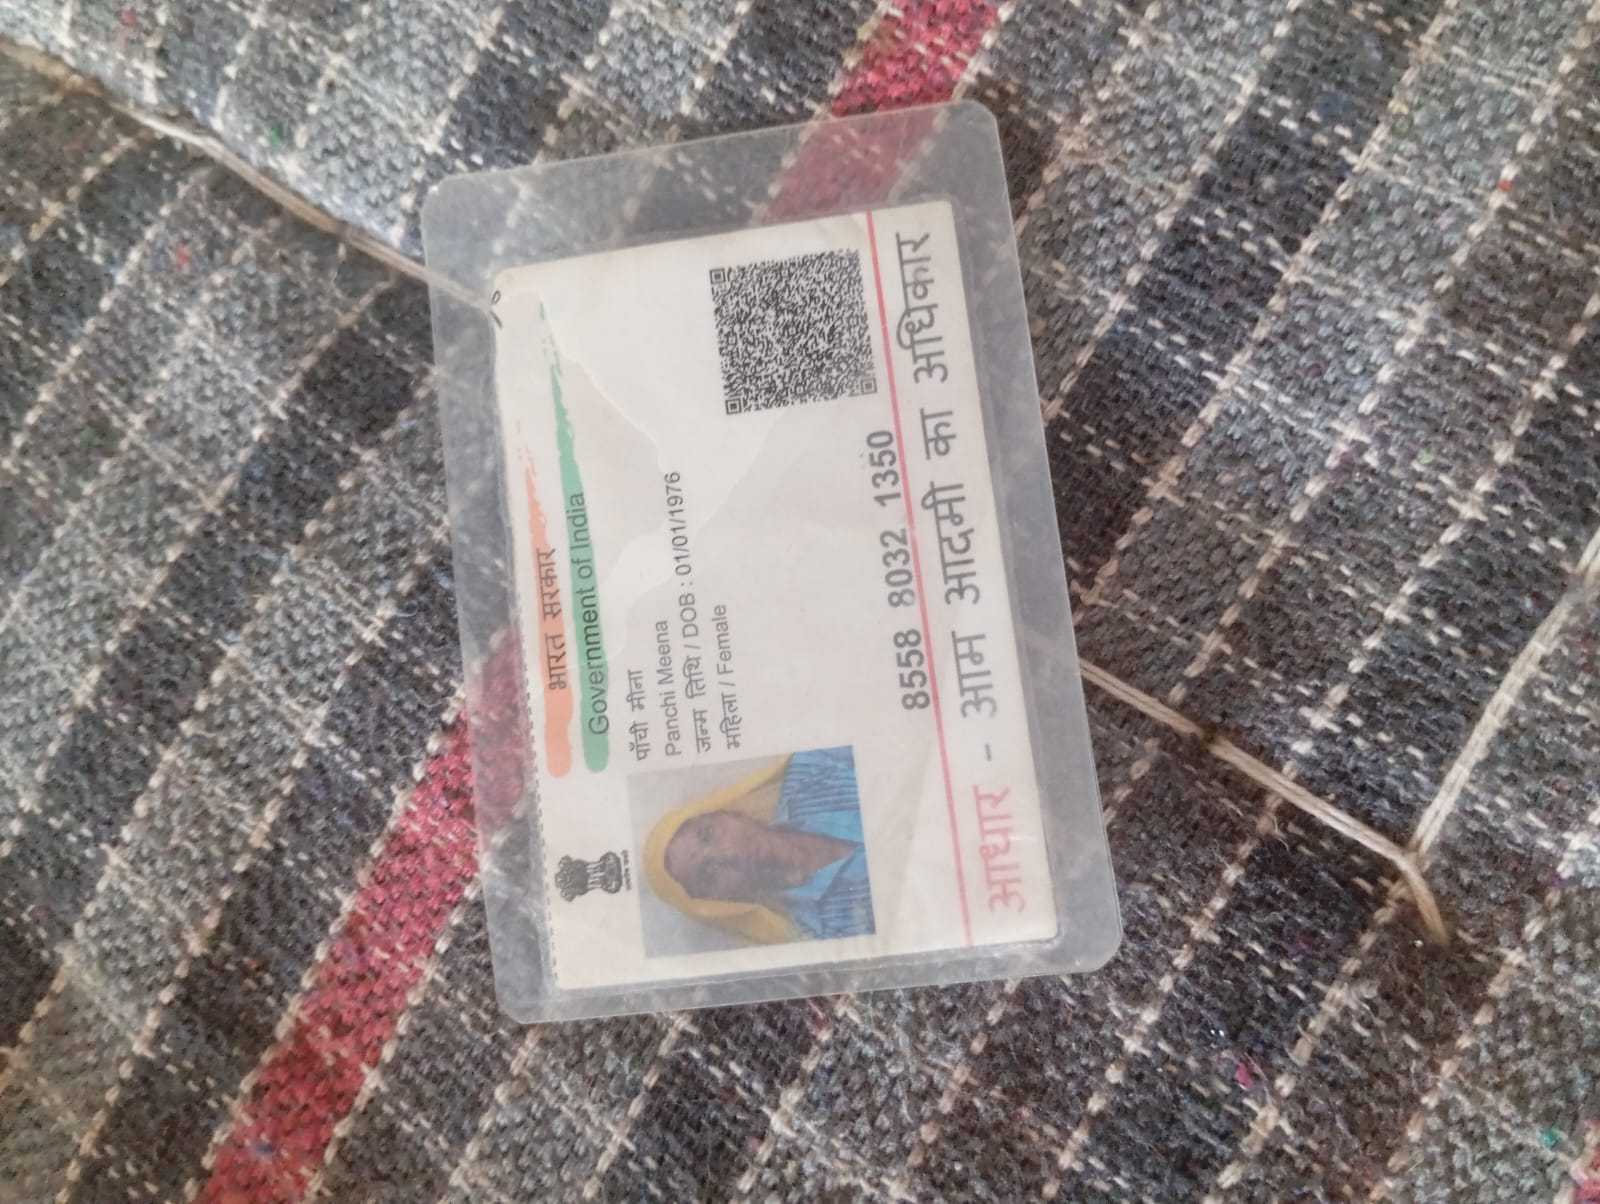 भारत सरकार
Government of India
पाँची मीना
Panchi Meena
जन्म तिथि / DOB : 01/01/1976
महिला / Female
8558 8032 1350
आधार - आम आदमी का अधिकार